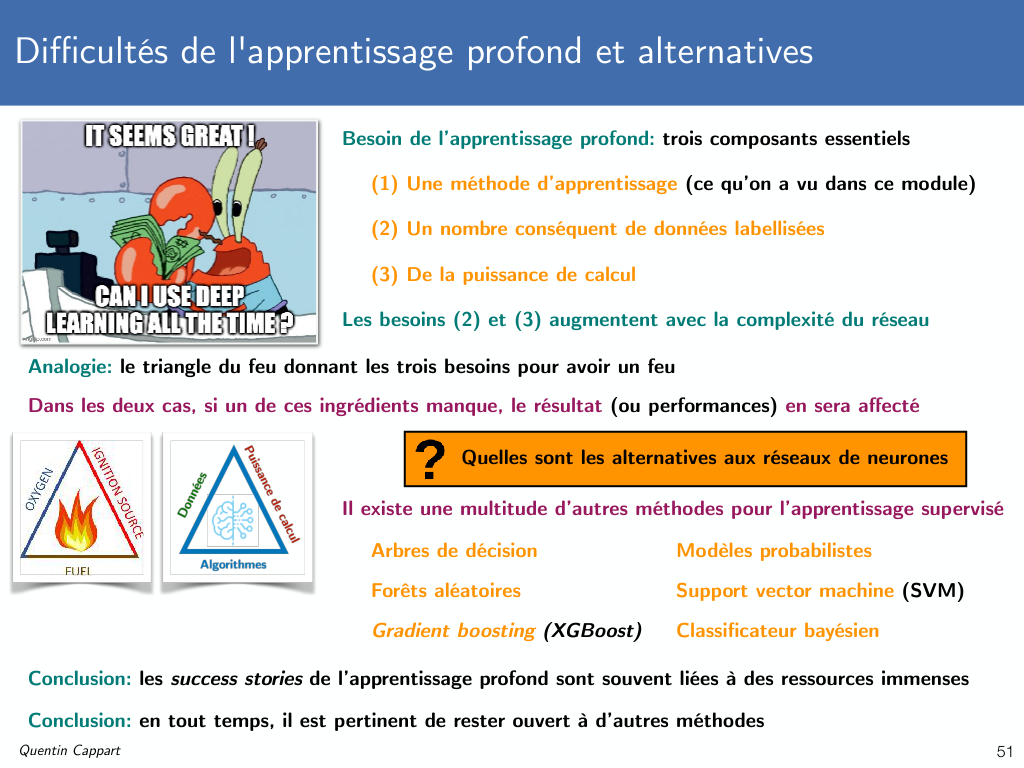 Difficultés de l'apprentissage profond et alternatives
IT SEEMS GREAT !
CAN I USE DEEP
LEARNING ALL THE TIME ?
Besoin de l'apprentissage profond: trois composants essentiels
(1) Une méthode d'apprentissage (ce qu'on a vu dans ce module)
(2) Un nombre conséquent de données labellisées
(3) De la puissance de calcul
Les besoins (2) et (3) augmentent avec la complexité du réseau
Analogie: le triangle du feu donnant les trois besoins pour avoir un feu
Dans les deux cas, si un de ces ingrédients manque, le résultat (ou performances) en sera affecté
OXYGEN
IGNITION SOURCE
FUEL
Données
Puissance de calcul
Algorithmes
? Quelles sont les alternatives aux réseaux de neurones
Il existe une multitude d'autres méthodes pour l'apprentissage supervisé
Arbres de décision
Modèles probabilistes
Forêts aléatoires
Support vector machine (SVM)
Gradient boosting (XGBoost)
Classificateur bayésien
Conclusion: les success stories de l'apprentissage profond sont souvent liées à des ressources immenses
Conclusion: en tout temps, il est pertinent de rester ouvert à d'autres méthodes
Quentin Cappart
51